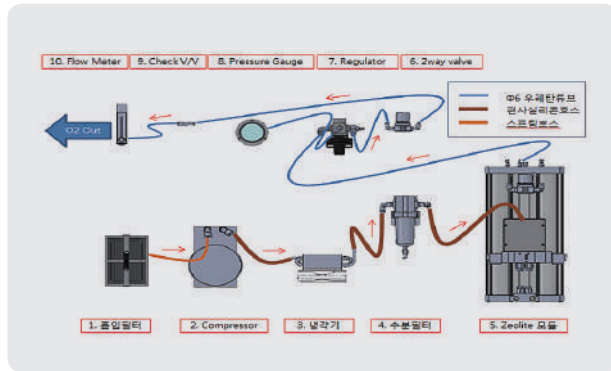 10. Flow Meter
9. Check V/V
8. Pressure Gauge
7. Regulator
6. 2way valve
Φ6 우레탄튜브
편사실리콘호스
스프링호스
O2 Out
1. 흡입필터
2. Compressor
3. 냉각기
4. 수분필터
5. Zeolite 모듈